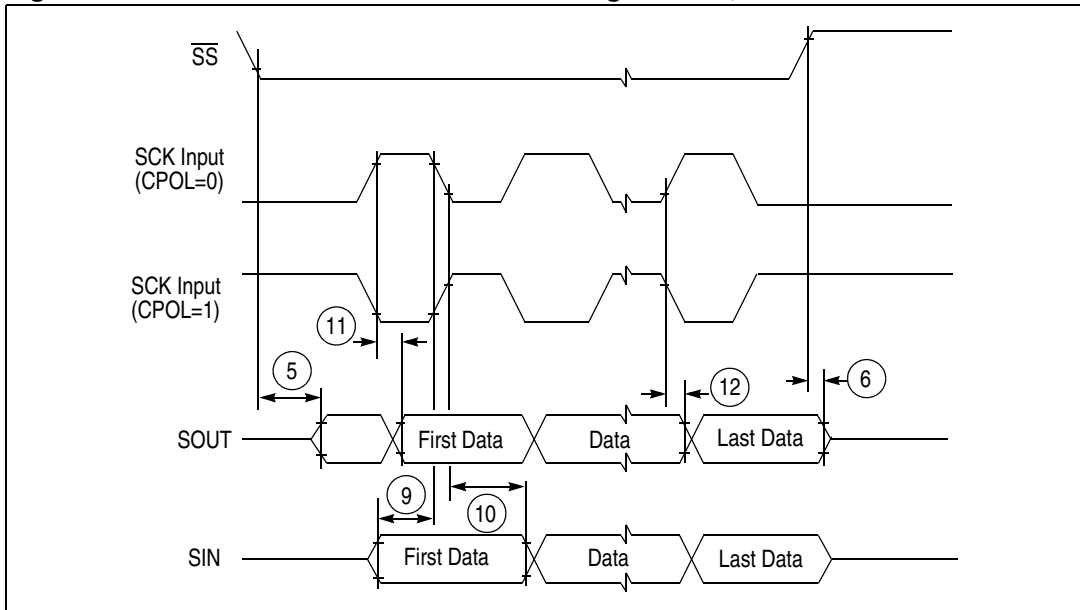 SS
SCK Input
(CPOL=0)
SCK Input
(CPOL=1)
11
5
12
6
SOUT
First Data
Data
Last Data
9
10
SIN
First Data
Data
Last Data